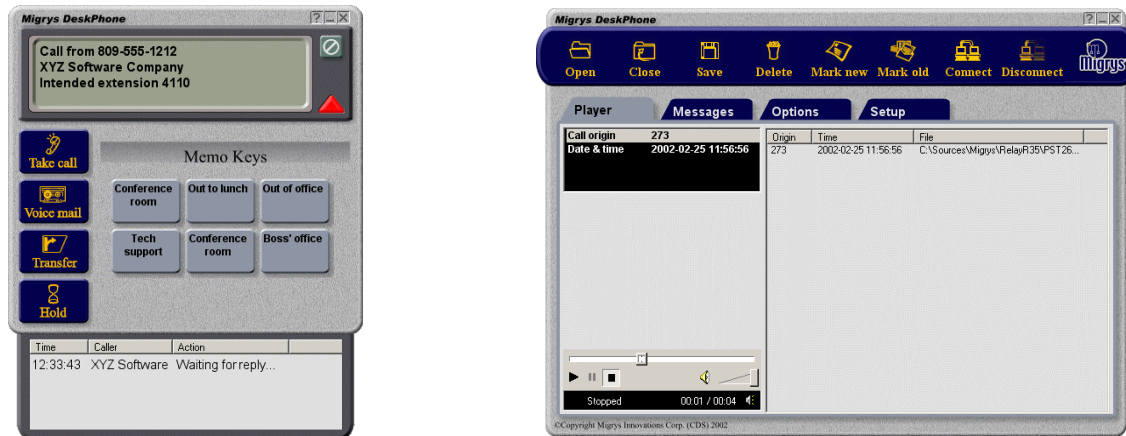 Migrys DeskPhone
Call from 809-555-1212
XYZ Software Company
Intended extension 4110
Take call
Voice mail
Transfer
Hold
Memo Keys
Conference room
Out to lunch
Out of office
Tech support
Conference room
Boss' office
Time Caller Action
12:33:43 XYZ Software Waiting for reply...
Migrys DeskPhone
Open Close Save Delete Mark new Mark old Connect Disconnect
Migrys
Player Messages Options Setup
Call origin 273
Date & time 2002-02-25 11:56:56
Origin Time File
273 2002-02-25 11:56:56 C:\Sources\Migrys\RelayR35\PST26...
Stopped 00:01 / 00:04
©Copyright Migrys Innovations Corp. (CDS) 2002